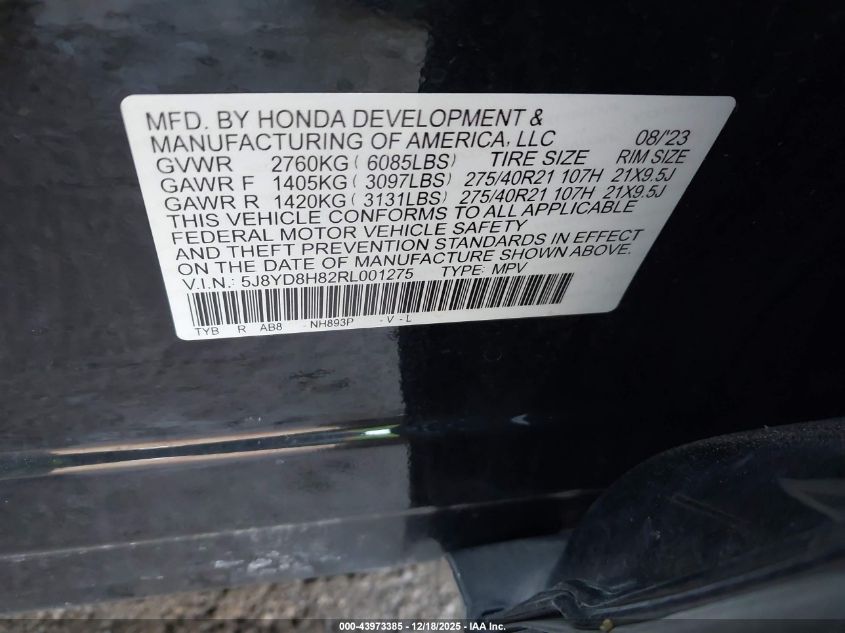 MFD. BY HONDA DEVELOPMENT &
MANUFACTURING OF AMERICA, LLC 08/'23
GVWR 2760KG ( 6085LBS) TIRE SIZE RIM SIZE
GAWR F 1405KG ( 3097LBS) 275/40R21 107H 21X9.5J
GAWR R 1420KG ( 3131LBS) 275/40R21 107H 21X9.5J
THIS VEHICLE CONFORMS TO ALL APPLICABLE
FEDERAL MOTOR VEHICLE SAFETY
AND THEFT PREVENTION STANDARDS IN EFFECT
ON THE DATE OF MANUFACTURE SHOWN ABOVE.
V.I.N.: 5J8YD8H82RL001275 TYPE: MPV
TYB R AB8 - NH893P - V - L
000-43973385 • 12/18/2025 • IAA Inc.